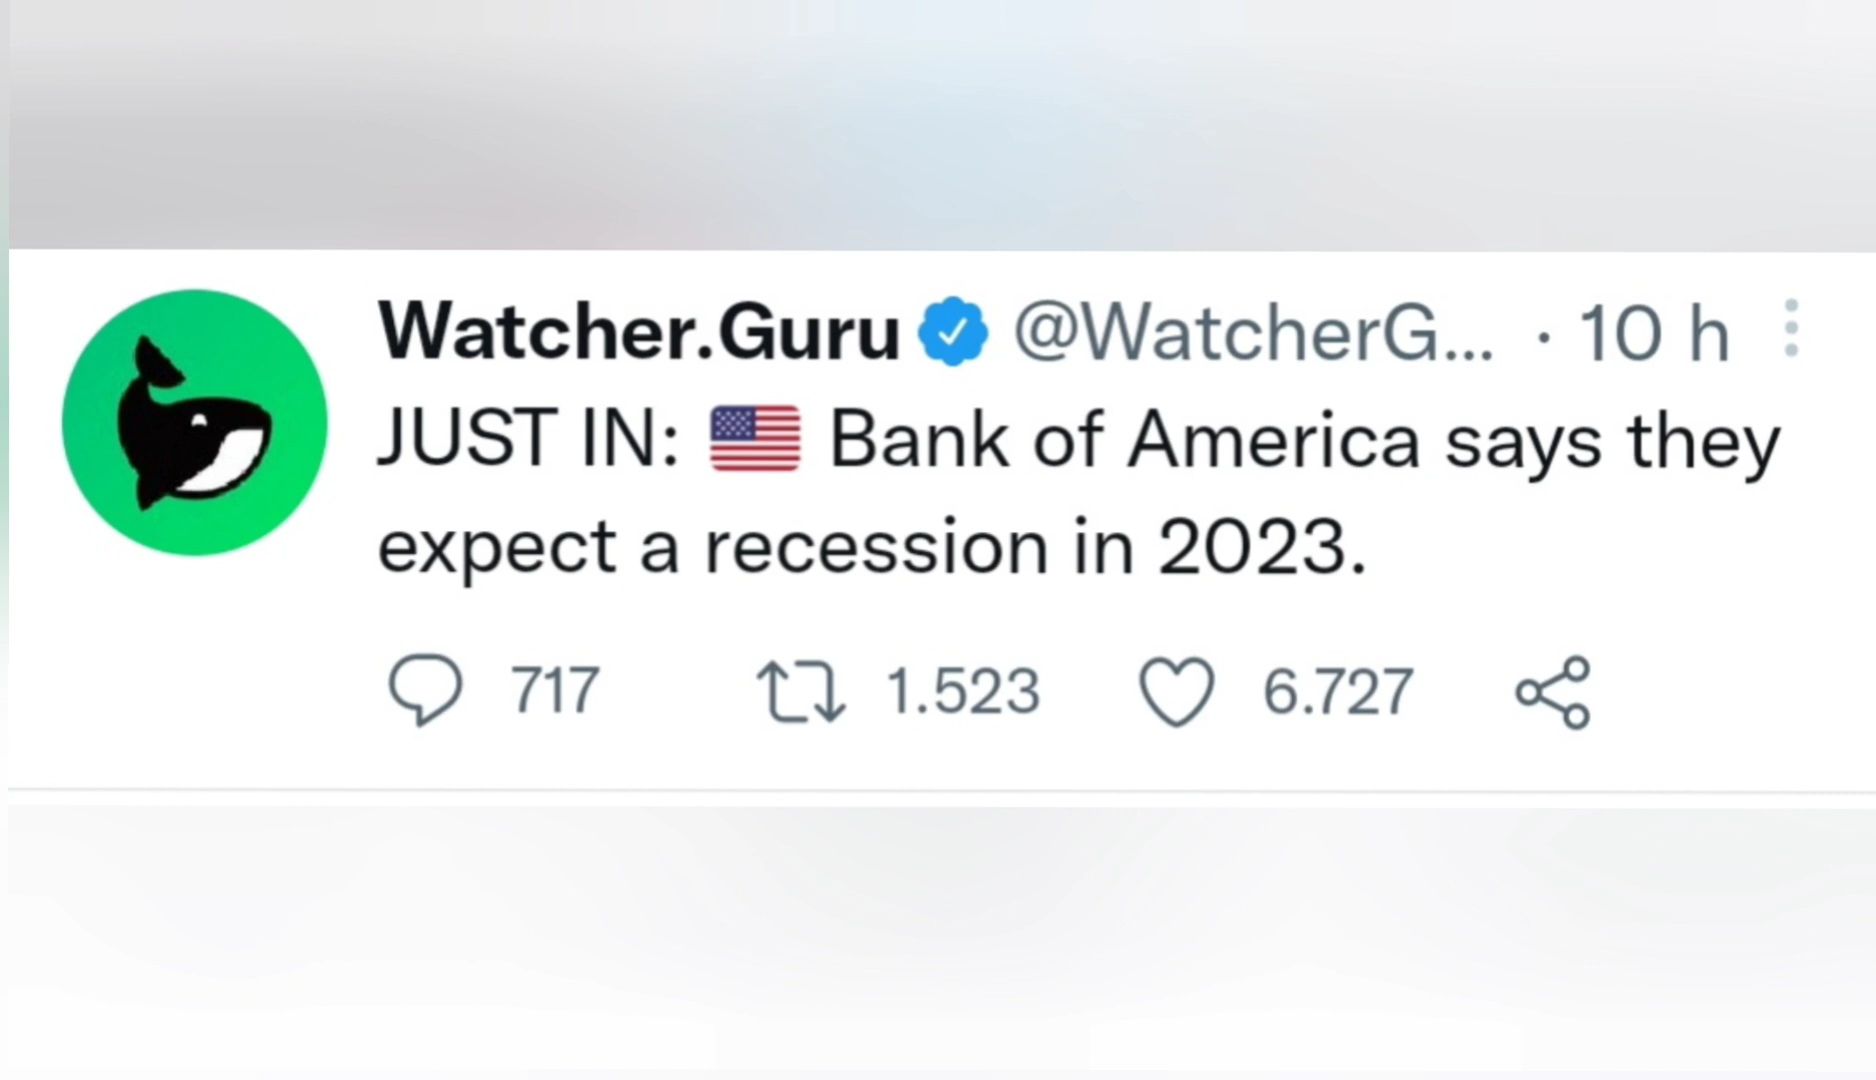 Watcher.Guru @WatcherG... · 10 h
JUST IN: 🇺🇸 Bank of America says they
expect a recession in 2023.
717 1.523 6.727